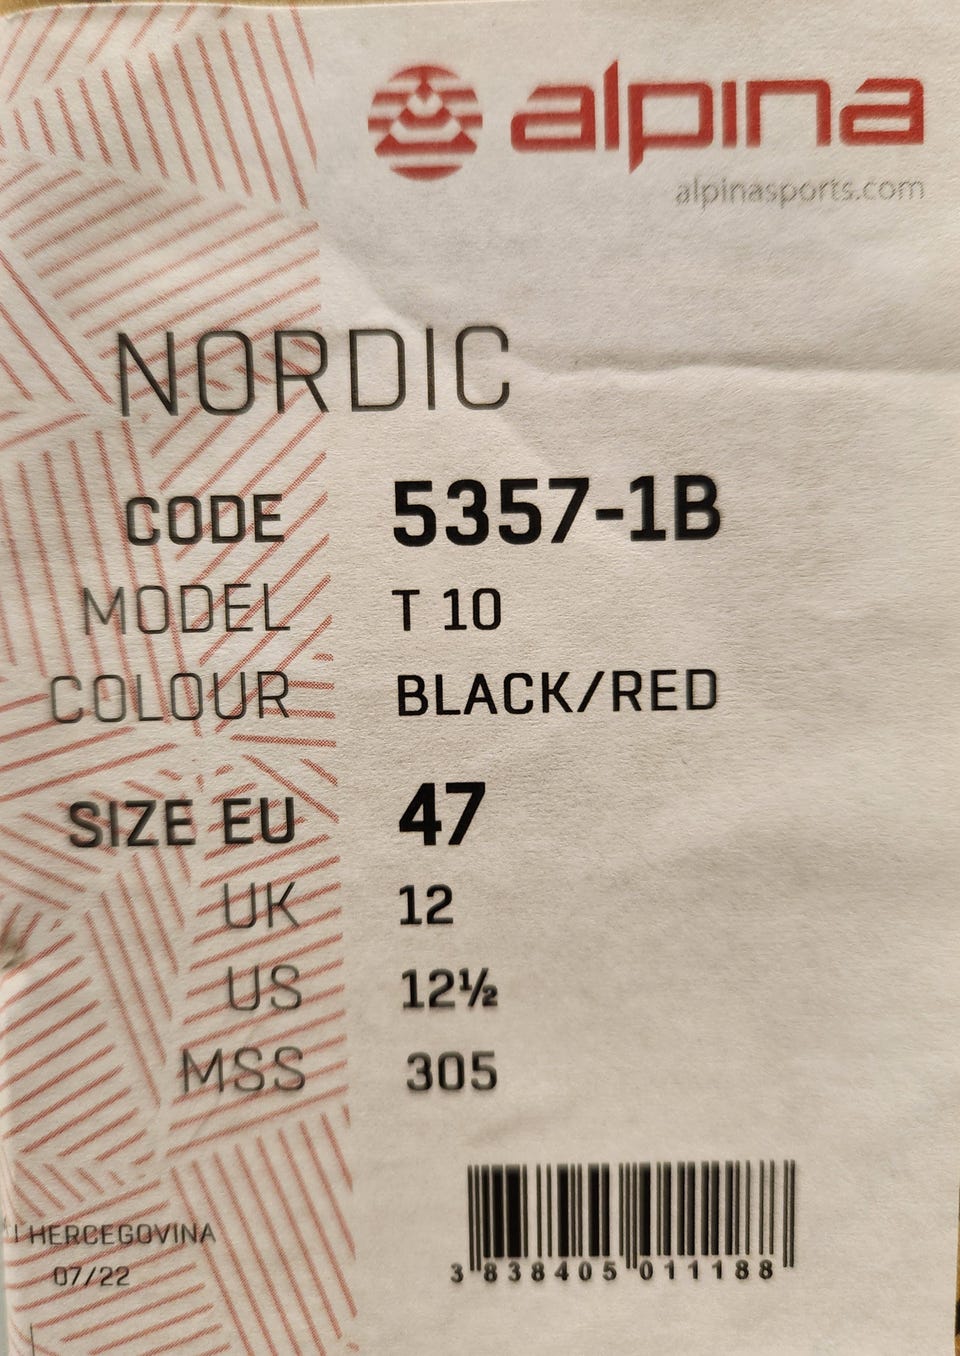 alpina
alpinasports.com
NORDIC
CODE 5357-1B
MODEL T 10
COLOUR BLACK/RED
SIZE EU 47
UK 12
US 12½
MSS 305
I HERCEGOVINA
07/22
3 838405 011188